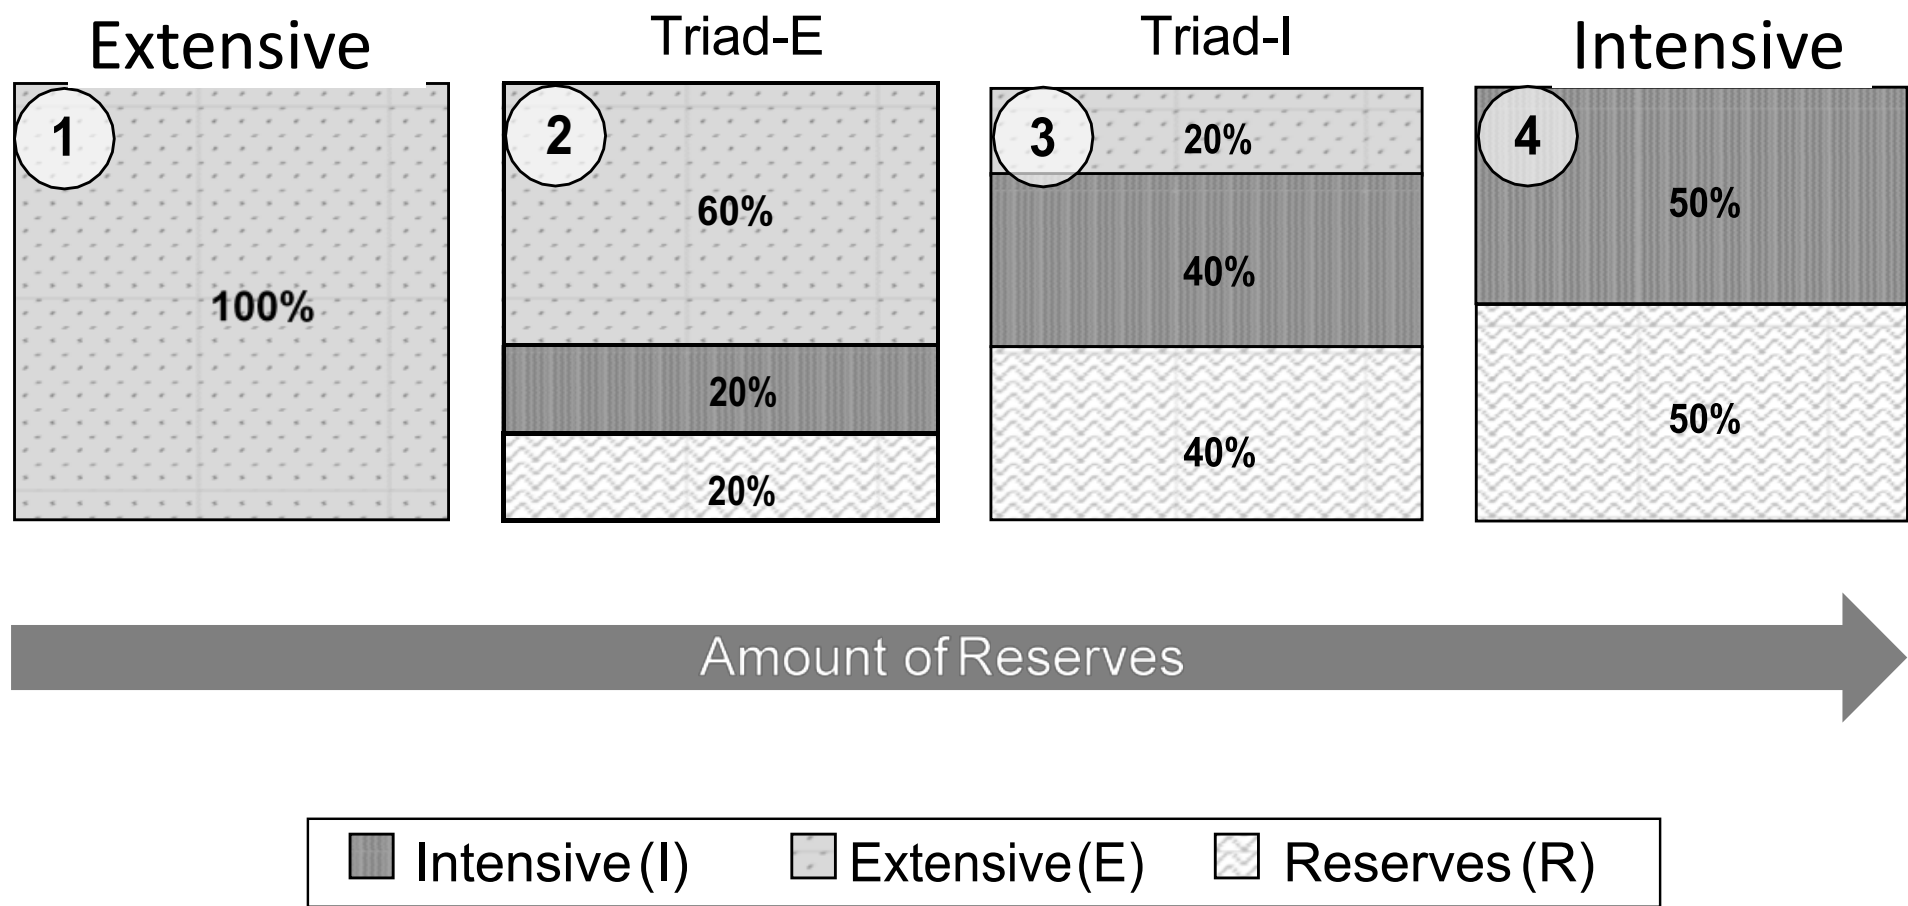 Extensive
Triad-E
Triad-I
Intensive
1
2
3
4
100%
60%
20%
20%
20%
40%
40%
50%
50%
Amount of Reserves
Intensive (I)
Extensive (E)
Reserves (R)